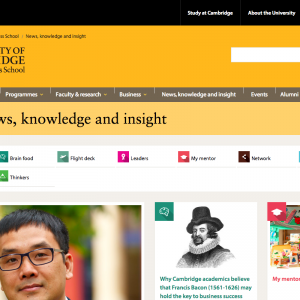 Study at Cambridge About the University
ss School News, knowledge and insight
TY OF
IDGE
ss School
Programmes Faculty & research Business News, knowledge and insight Events Alumni
ws, knowledge and insight
Brain food Flight deck Leaders My mentor Network
Thinkers
Why Cambridge academics believe
that Francis Bacon (1561-1626) may
hold the key to business success
My mento